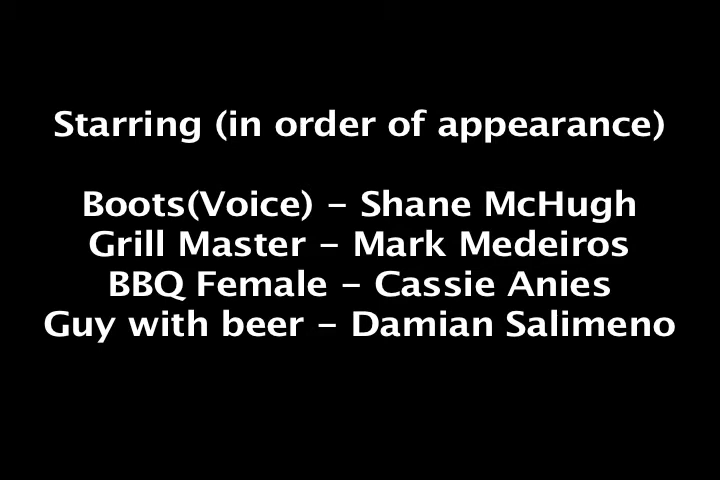 Starring (in order of appearance)
Boots(Voice) – Shane McHugh
Grill Master – Mark Medeiros
BBQ Female – Cassie Anies
Guy with beer – Damian Salimeno